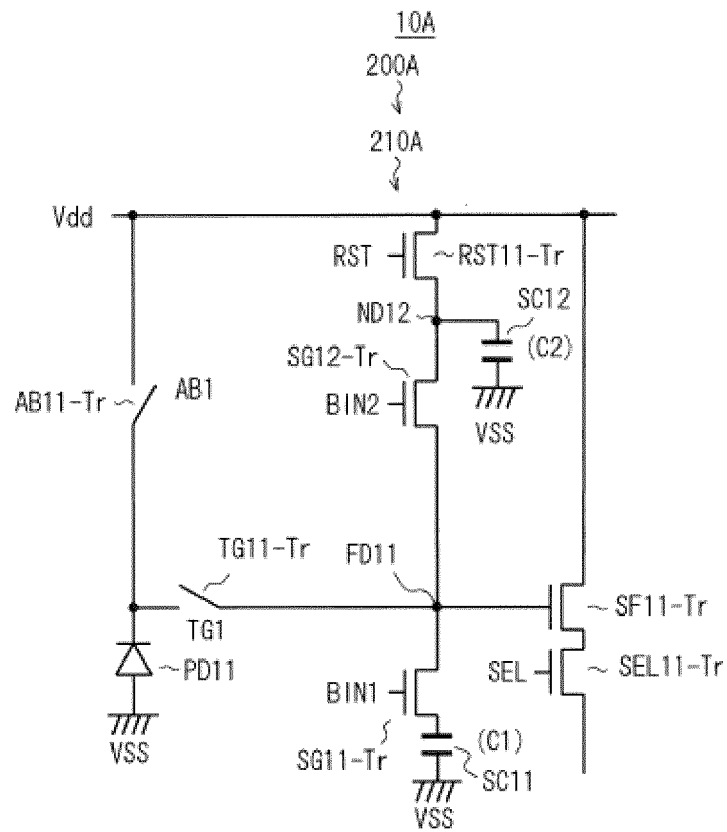 10A
200A
210A
Vdd
RST
RST11-Tr
ND12
SC12
(C2)
SG12-Tr
BIN2
VSS
AB11-Tr
AB1
TG11-Tr
FD11
TG1
SF11-Tr
PD11
SEL
SEL11-Tr
BIN1
VSS
SG11-Tr
(C1)
SC11
VSS